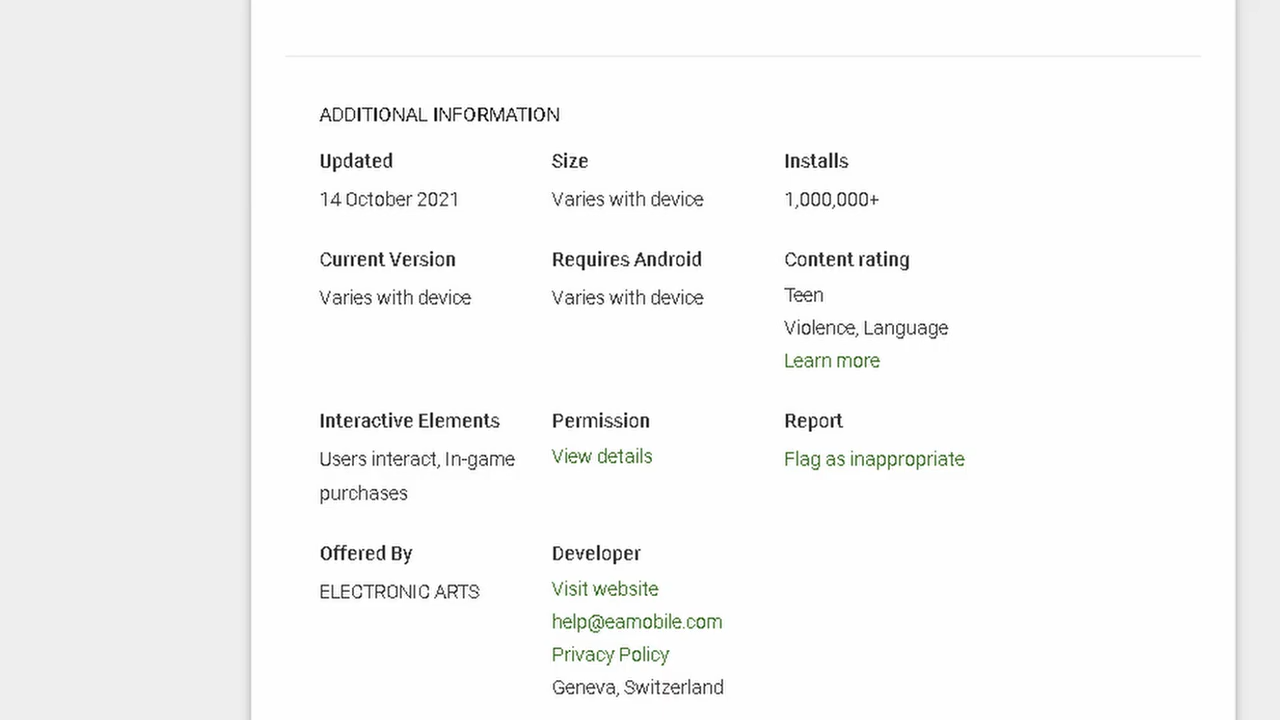 ADDITIONAL INFORMATION
Updated
14 October 2021
Size
Varies with device
Installs
1,000,000+
Current Version
Varies with device
Requires Android
Varies with device
Content rating
Teen
Violence, Language
Learn more
Interactive Elements
Users interact, In-game
purchases
Permission
View details
Report
Flag as inappropriate
Offered By
ELECTRONIC ARTS
Developer
Visit website
help@eamobile.com
Privacy Policy
Geneva, Switzerland